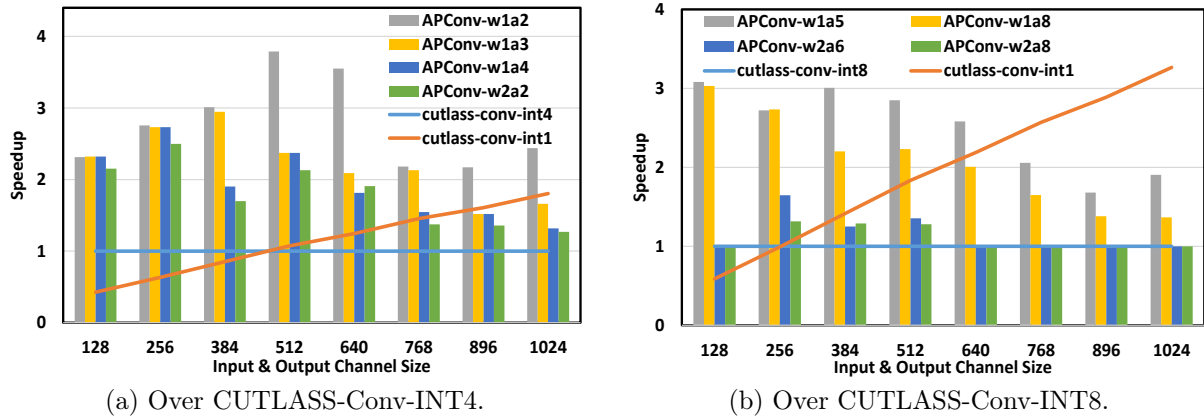 4
3
2
1
0
Speedup
APConv-w1a2
APConv-w1a3
APConv-w1a4
APConv-w2a2
cutlass-conv-int4
cutlass-conv-int1
128 256 384 512 640 768 896 1024
Input & Output Channel Size
(a) Over CUTLASS-Conv-INT4.
4
3
2
1
0
Speedup
APConv-w1a5 APConv-w1a8
APConv-w2a6 APConv-w2a8
cutlass-conv-int8 cutlass-conv-int1
128 256 384 512 640 768 896 1024
Input & Output Channel Size
(b) Over CUTLASS-Conv-INT8.